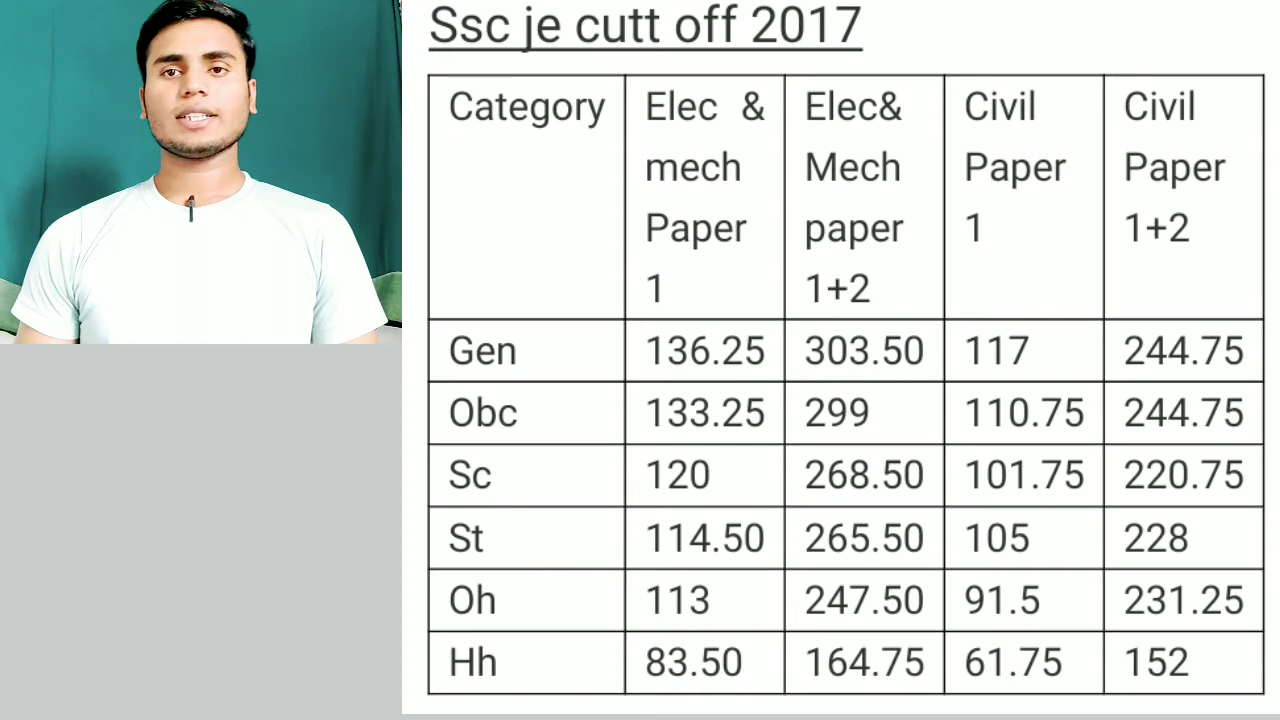 Ssc je cutt off 2017
Category Elec & mech Paper 1 Elec& Mech paper 1+2 Civil Paper 1 Civil Paper 1+2
Gen 136.25 303.50 117 244.75
Obc 133.25 299 110.75 244.75
Sc 120 268.50 101.75 220.75
St 114.50 265.50 105 228
Oh 113 247.50 91.5 231.25
Hh 83.50 164.75 61.75 152